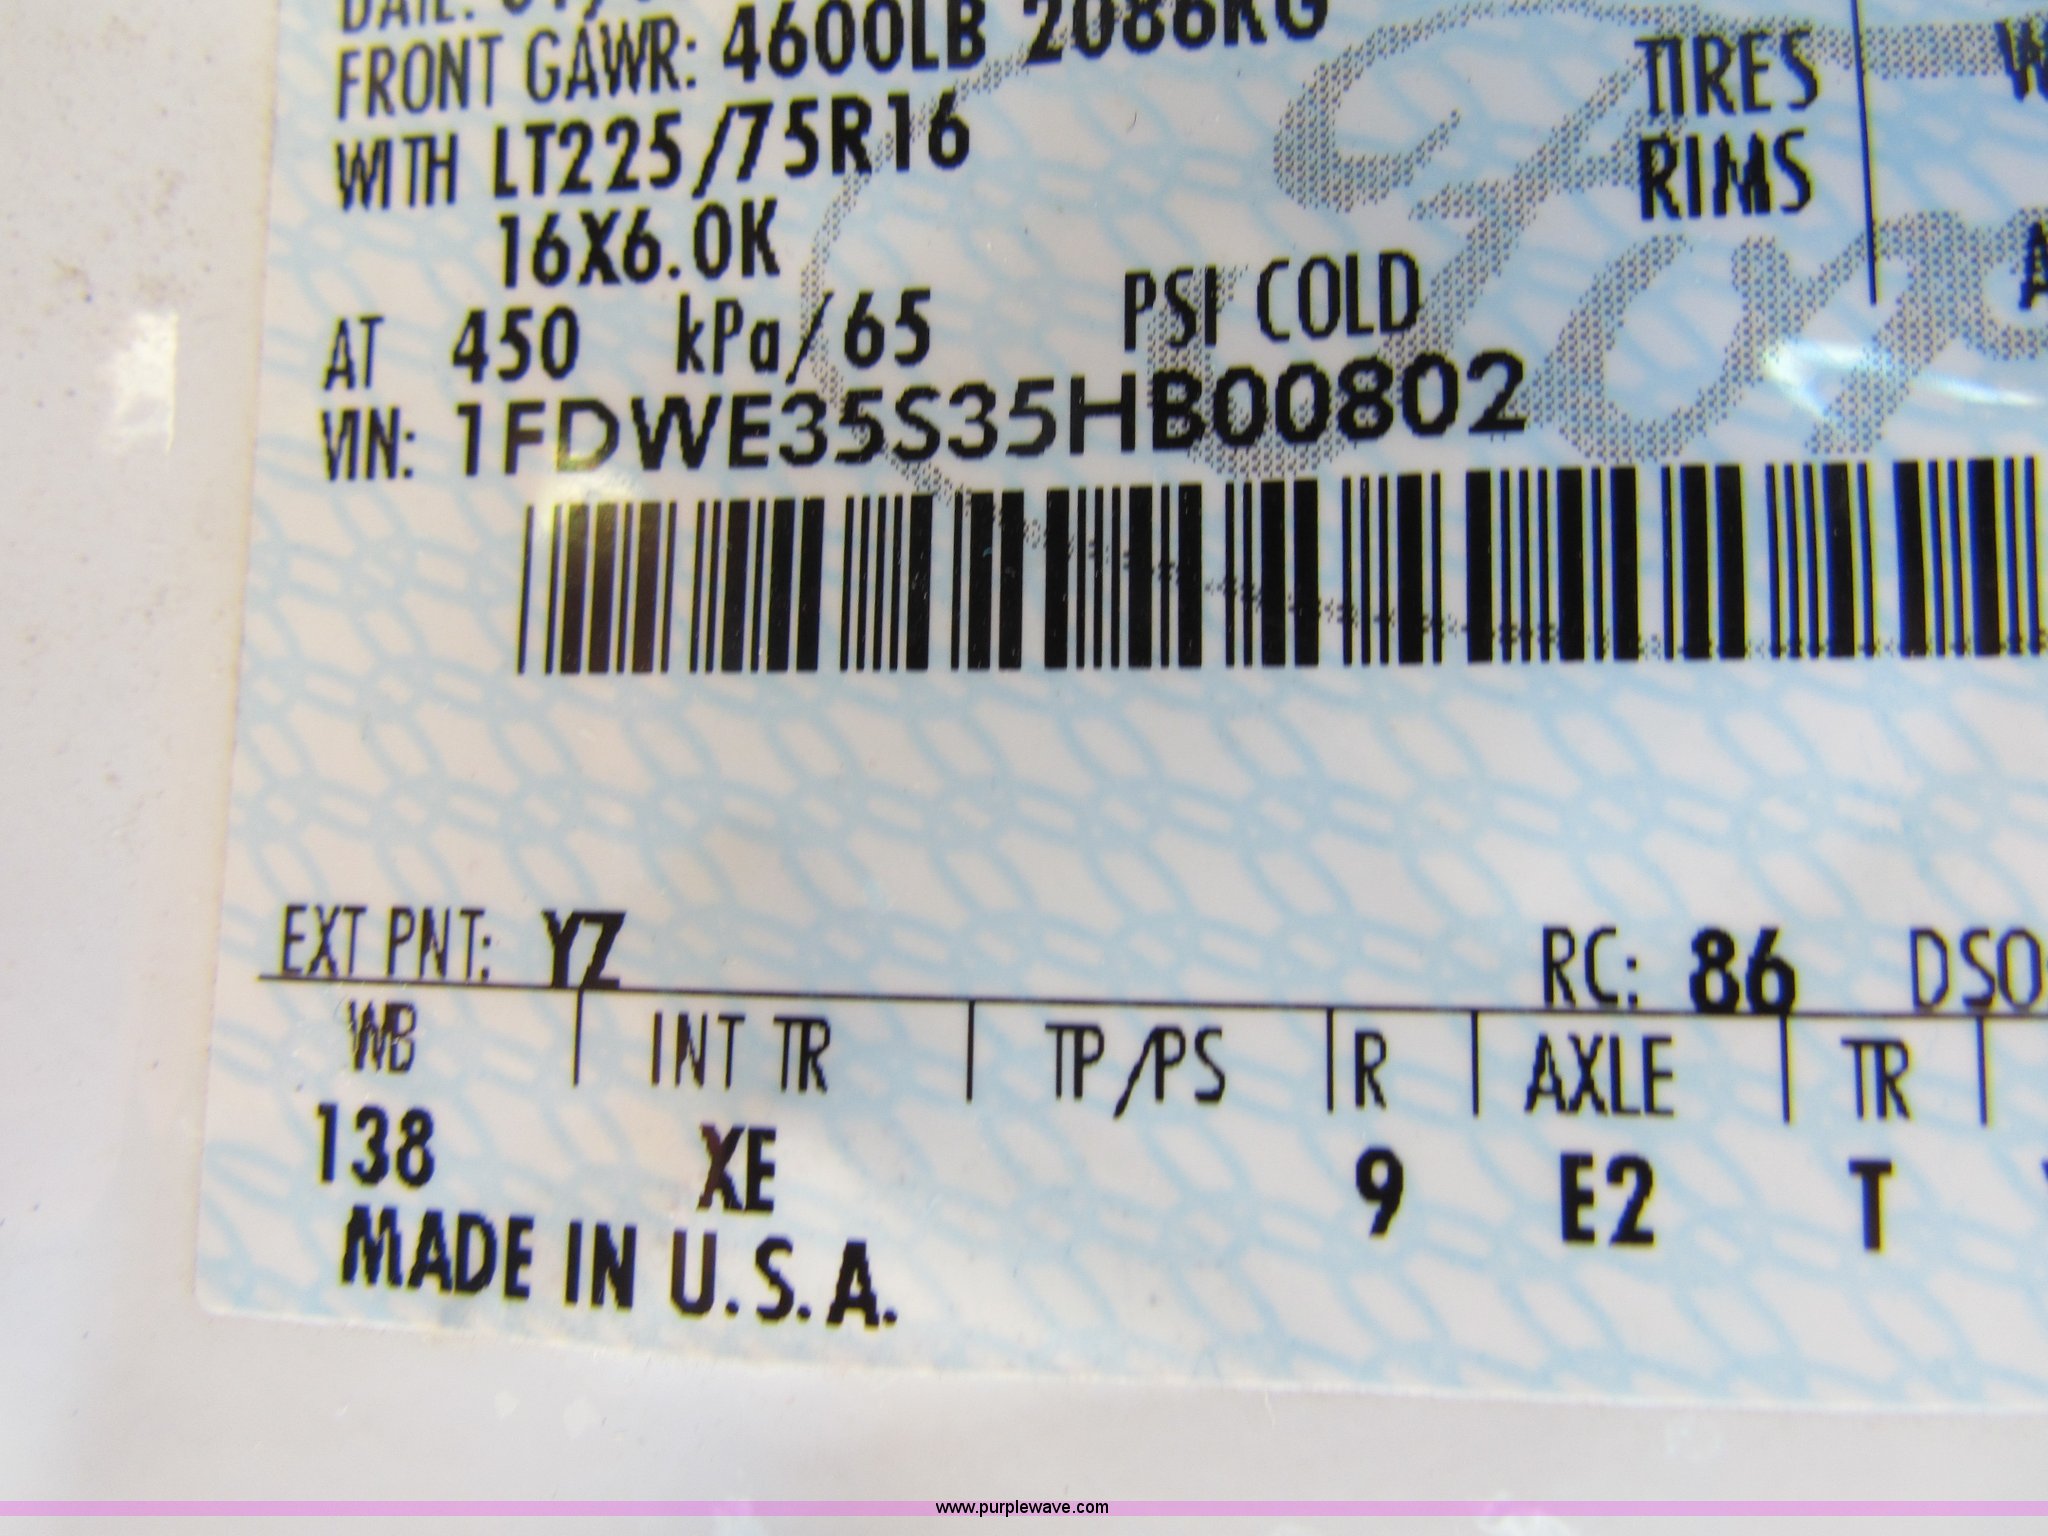 FRONT GAWR: 4600LB 2086KG
WITH LT225/75R16
16X6.0K
TIRES
RIMS
AT 450 kPa/65 PSI COLD
VIN: 1FDWE35S35HB00802
EXT PNT: YZ RC: 86 DSO
WB INT TR TP/PS R AXLE TR
138 XE 9 E2 T
MADE IN U.S.A.
www.purplewave.com